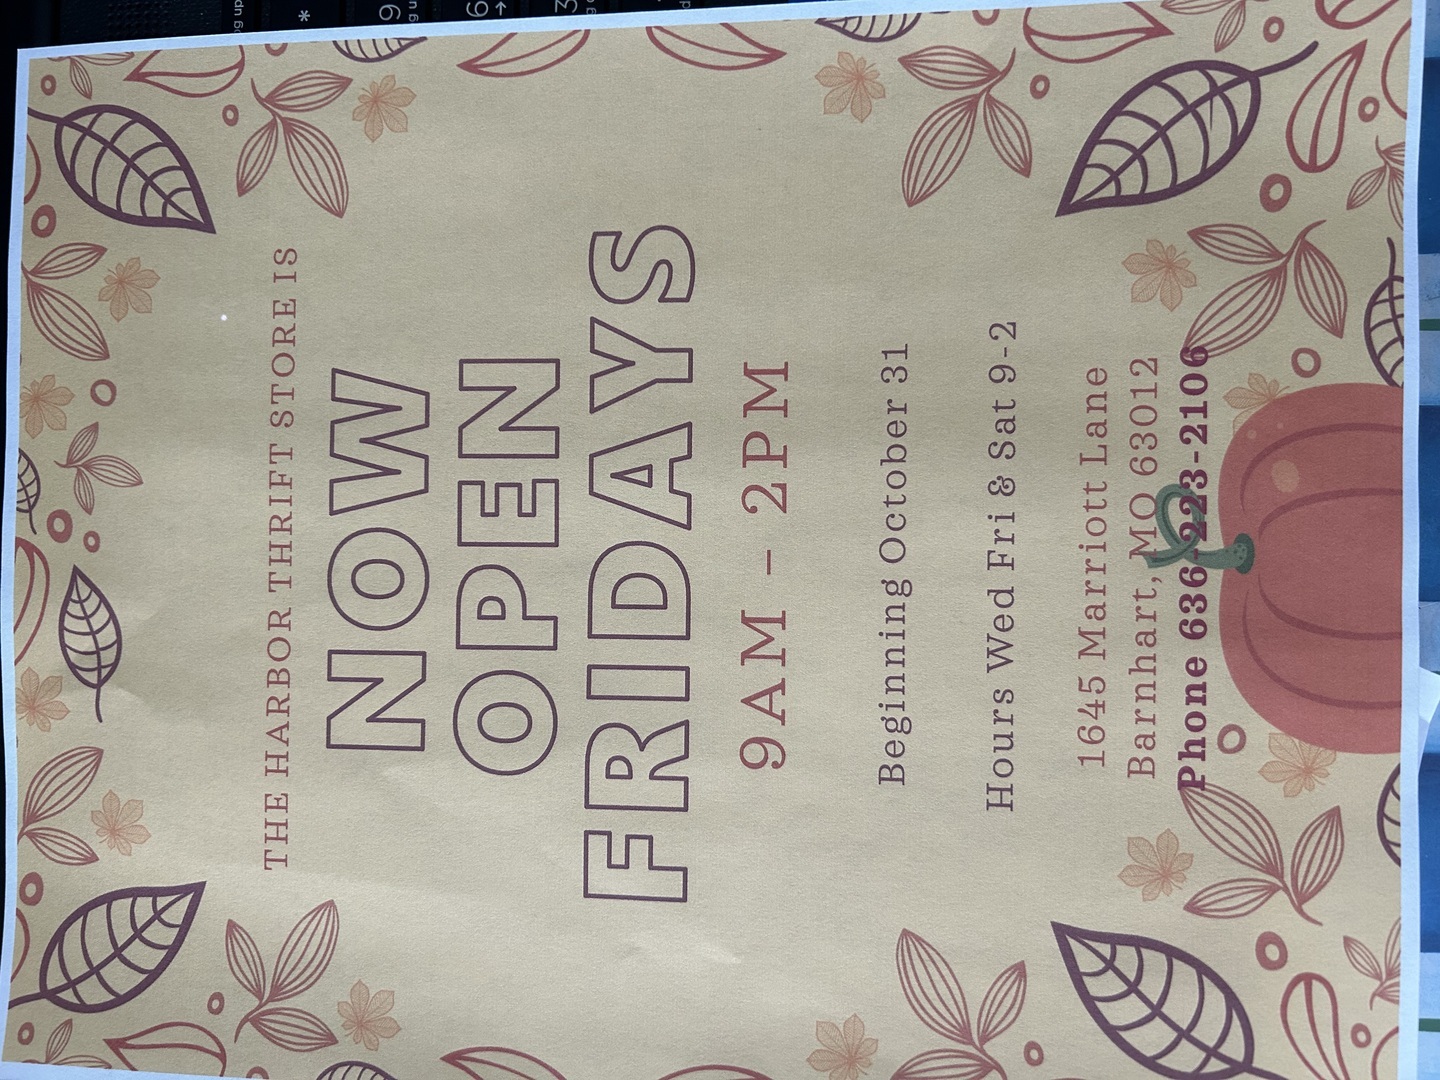 THE HARBOR THRIFT STORE IS
NOW
OPEN
FRIDAYS
9AM - 2PM
Beginning October 31
Hours Wed Fri & Sat 9-2
1645 Marriott Lane
Barnhart, MO 63012
Phone 636-223-2106